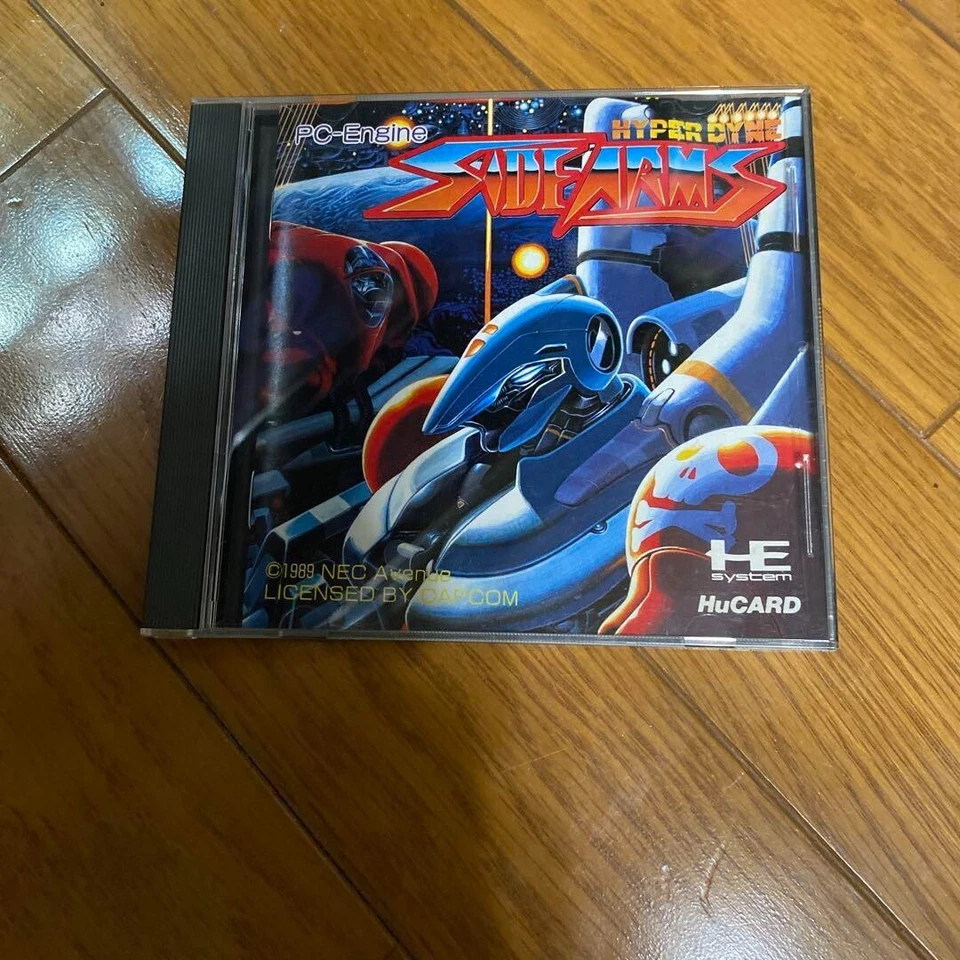 PC-Engine
HYPER DYNE
SIDE ARMS
©1989 NEC Avenue
LICENSED BY CAPCOM
HE
system
HuCARD